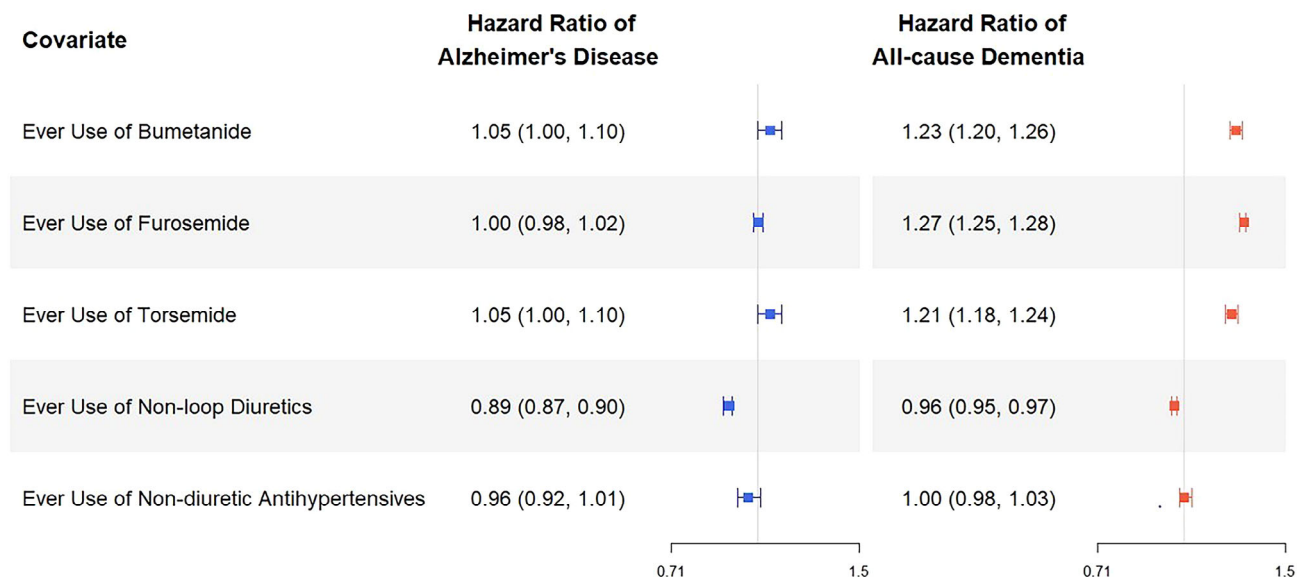 Covariate
Hazard Ratio of
Alzheimer's Disease
Hazard Ratio of
All-cause Dementia
Ever Use of Bumetanide 1.05 (1.00, 1.10) 1.23 (1.20, 1.26)
Ever Use of Furosemide 1.00 (0.98, 1.02) 1.27 (1.25, 1.28)
Ever Use of Torsemide 1.05 (1.00, 1.10) 1.21 (1.18, 1.24)
Ever Use of Non-loop Diuretics 0.89 (0.87, 0.90) 0.96 (0.95, 0.97)
Ever Use of Non-diuretic Antihypertensives 0.96 (0.92, 1.01) 1.00 (0.98, 1.03)
0.71 1.5 0.71 1.5